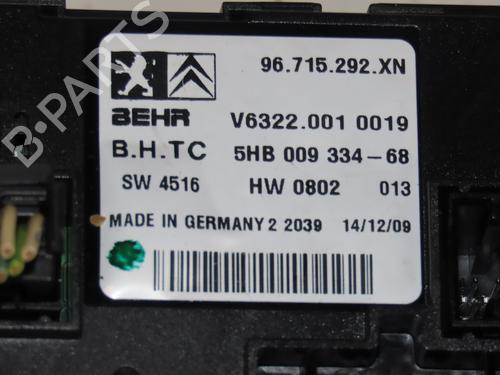 96.715.292.XN
BEHR V6322.001 0019
B.H.TC 5HB 009 334-68
SW 4516 HW 0802 013
MADE IN GERMANY 2 2039 14/12/09